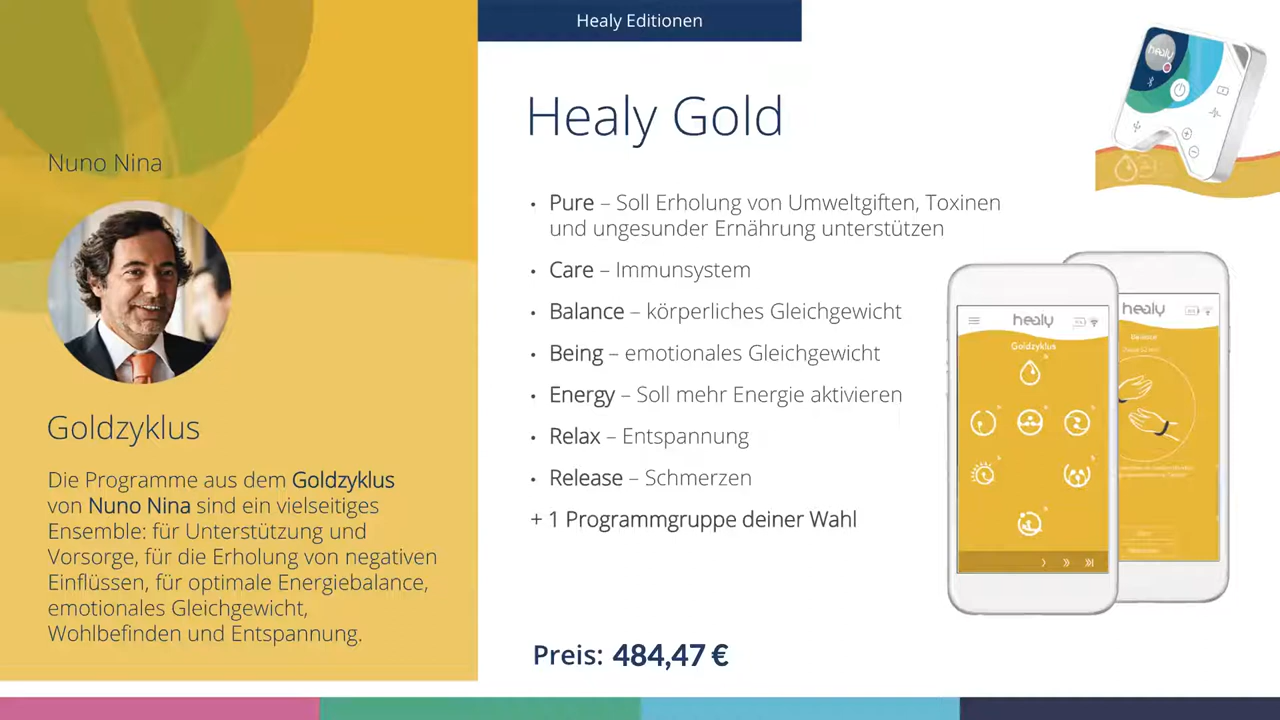 Healy Editionen
Nuno Nina
Goldzyklus
Die Programme aus dem Goldzyklus
von Nuno Nina sind ein vielseitiges
Ensemble: für Unterstützung und
Vorsorge, für die Erholung von negativen
Einflüssen, für optimale Energiebalance,
emotionales Gleichgewicht,
Wohlbefinden und Entspannung.
Healy Gold
• Pure – Soll Erholung von Umweltgiften, Toxinen
und ungesunder Ernährung unterstützen
• Care – Immunsystem
• Balance – körperliches Gleichgewicht
• Being – emotionales Gleichgewicht
• Energy – Soll mehr Energie aktivieren
• Relax – Entspannung
• Release – Schmerzen
+ 1 Programmgruppe deiner Wahl
Preis: 484,47 €
healy
healy
Goldzyklus
healy